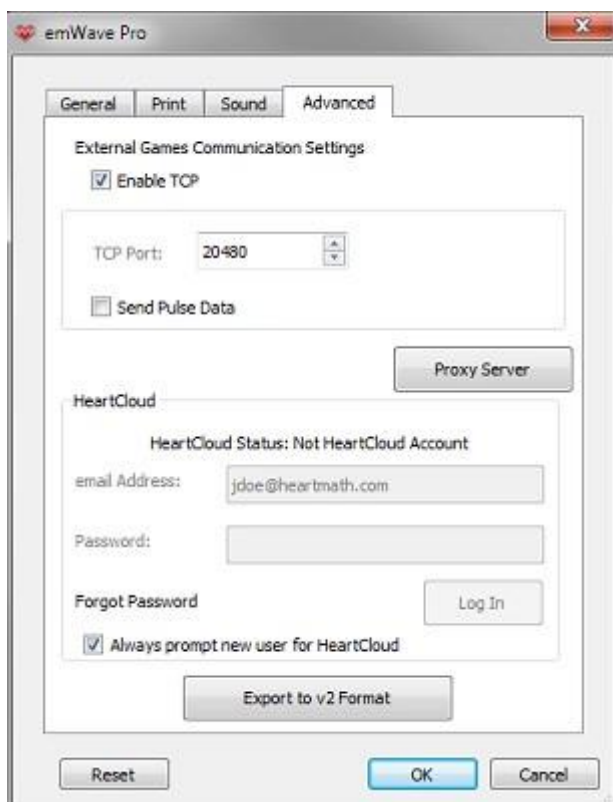 emWave Pro
General Print Sound Advanced
External Games Communication Settings
Enable TCP
TCP Port: 20480
Send Pulse Data
Proxy Server
HeartCloud
HeartCloud Status: Not HeartCloud Account
email Address: jdoe@heartmath.com
Password:
Forgot Password Log In
Always prompt new user for HeartCloud
Export to v2 Format
Reset OK Cancel